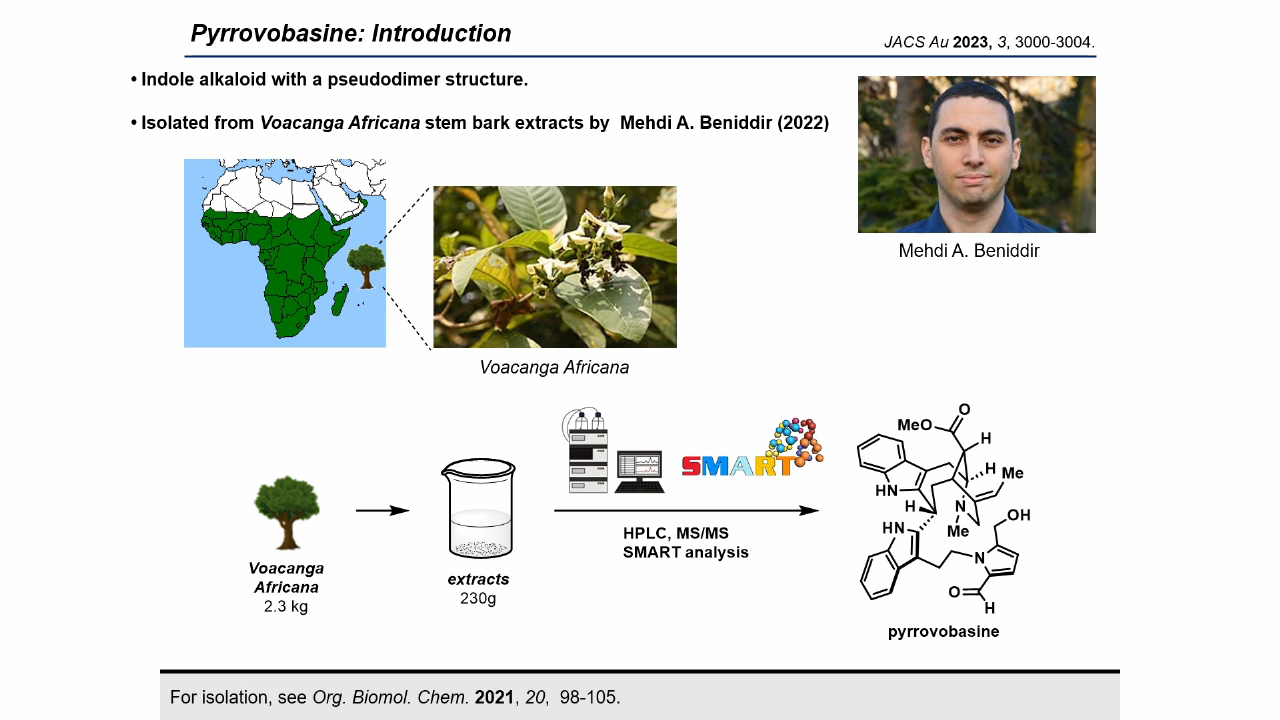 Pyrrovobasine: Introduction
JACS Au 2023, 3, 3000-3004.
• Indole alkaloid with a pseudodimer structure.
• Isolated from Voacanga Africana stem bark extracts by Mehdi A. Beniddir (2022)
Mehdi A. Beniddir
Voacanga Africana
SMART
HPLC, MS/MS
SMART analysis
Voacanga
Africana
2.3 kg
extracts
230g
O
MeO
H
H
Me
HN
H
N
Me
OH
HN
N
O
H
pyrrovobasine
For isolation, see Org. Biomol. Chem. 2021, 20, 98-105.